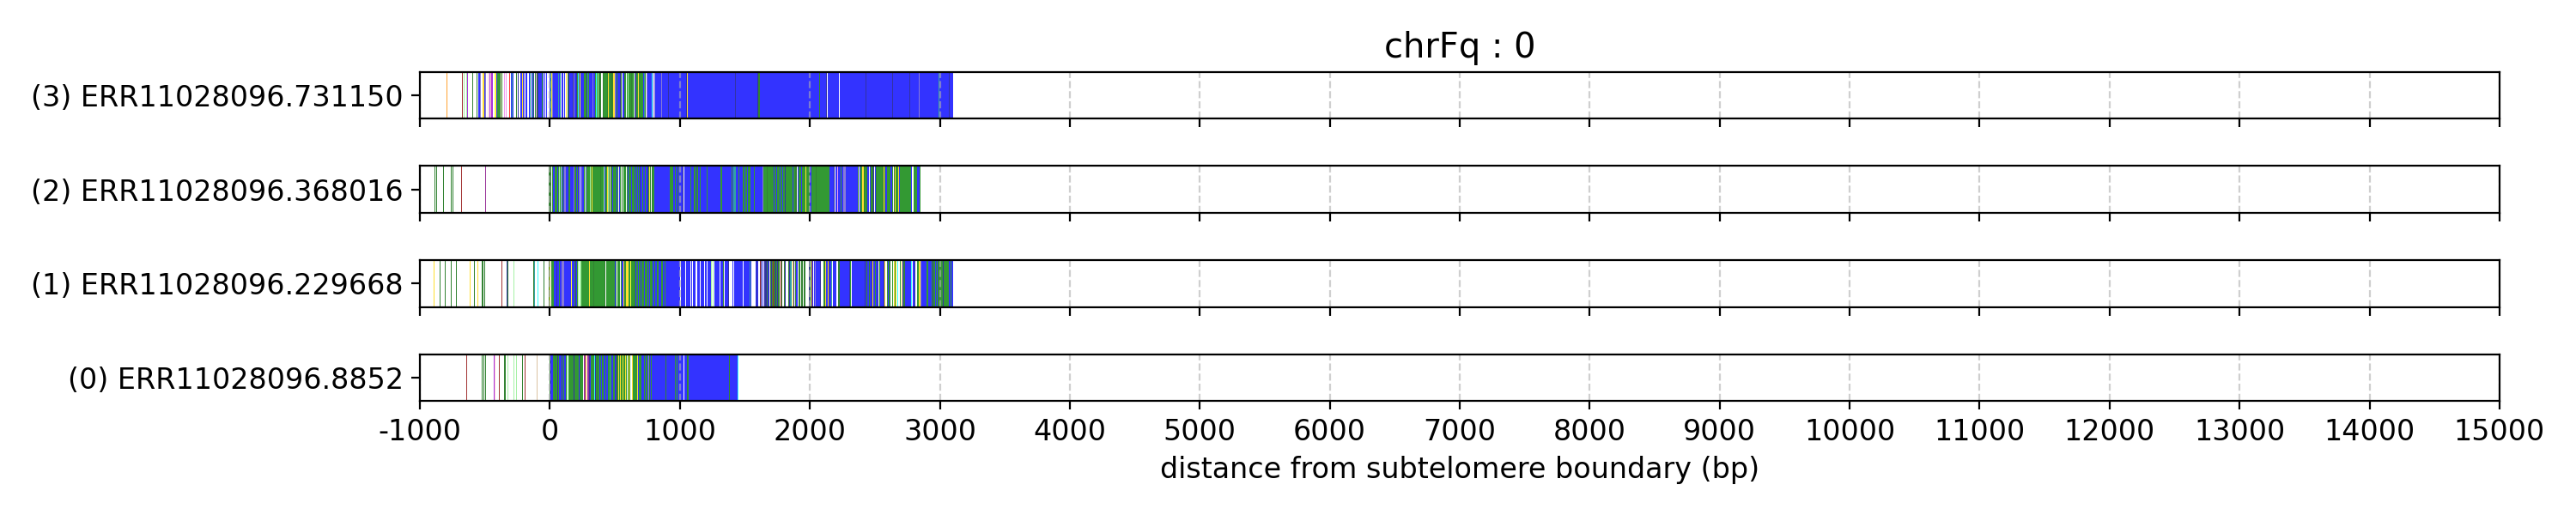 chrFq : 0
(3) ERR11028096.731150
(2) ERR11028096.368016
(1) ERR11028096.229668
(0) ERR11028096.8852
-1000 0 1000 2000 3000 4000 5000 6000 7000 8000 9000 10000 11000 12000 13000 14000 15000
distance from subtelomere boundary (bp)